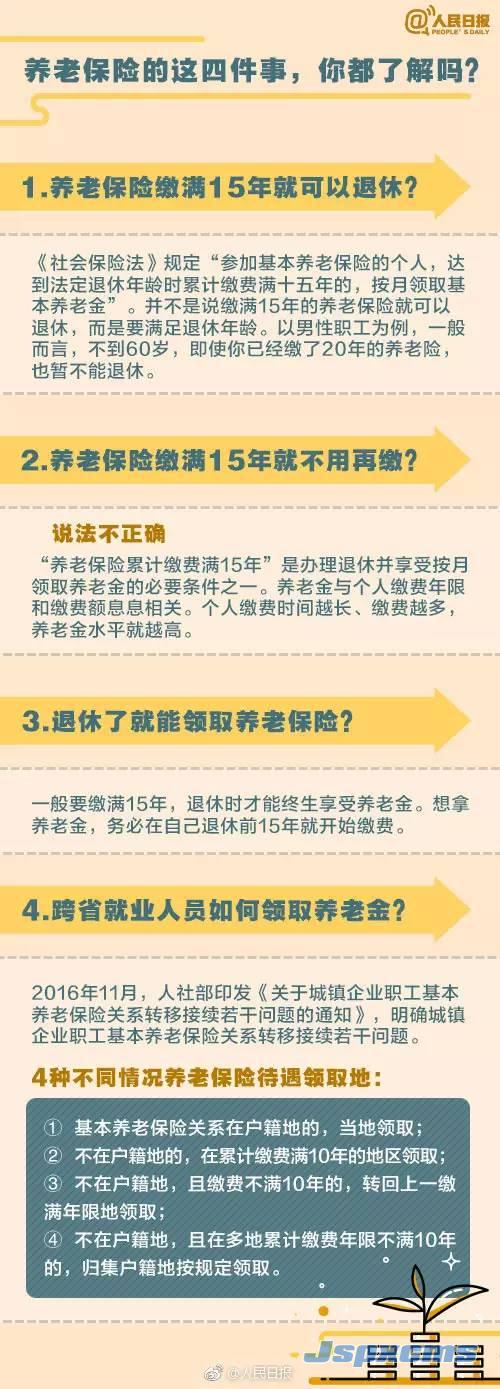 @人民日报
PEOPLE'S DAILY
养老保险的这四件事，你都了解吗？
1.养老保险缴满15年就可以退休？
《社会保险法》规定“参加基本养老保险的个人，达
到法定退休年龄时累计缴费满十五年的，按月领取基
本养老金”。并不是说缴满15年的养老保险就可以
退休，而是要满足退休年龄。以男性职工为例，一般
而言，不到60岁，即使你已经缴了20年的养老险，
也暂不能退休。
2.养老保险缴满15年就不用再缴？
说法不正确
“养老保险累计缴费满15年”是办理退休并享受按月
领取养老金的必要条件之一。养老金与个人缴费年限
和缴费额息息相关。个人缴费时间越长、缴费越多，
养老金水平就越高。
3.退休了就能领取养老保险？
一般要缴满15年，退休时才能终生享受养老金。想拿
养老金，务必在自己退休前15年就开始缴费。
4.跨省就业人员如何领取养老金？
2016年11月，人社部印发《关于城镇企业职工基本
养老保险关系转移接续若干问题的通知》，明确城镇
企业职工基本养老保险关系转移接续若干问题。
4种不同情况养老保险待遇领取地：
① 基本养老保险关系在户籍地的，当地领取；
② 不在户籍地的，在累计缴费满10年的地区领取；
③ 不在户籍地，且缴费不满10年的，转回上一缴
满年限地领取；
④ 不在户籍地，且在多地累计缴费年限不满10年
的，归集户籍地按规定领取。
Jspxcms
@人民日报